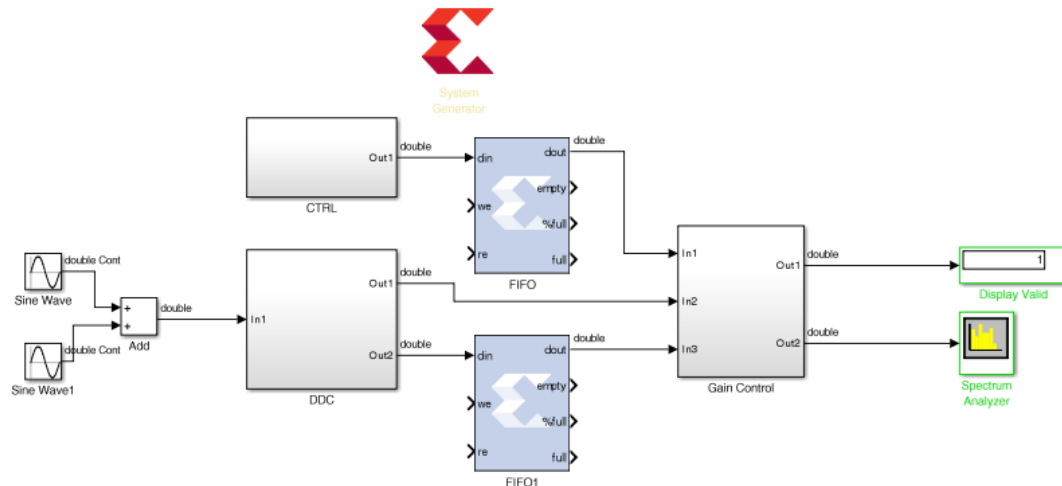 System
Generator
double
double
Out1
din
dout
empty
we
%full
re
full
CTRL
FIFO
double Cont
Sine Wave
double
+
+
Add
double Cont
Sine Wave1
In1
double
Out1
double
Out2
DDC
din
double
dout
empty
we
%full
re
full
FIFO1
In1
In2
In3
Out1
Out2
Gain Control
double
double
1
Display Valid
Spectrum
Analyzer